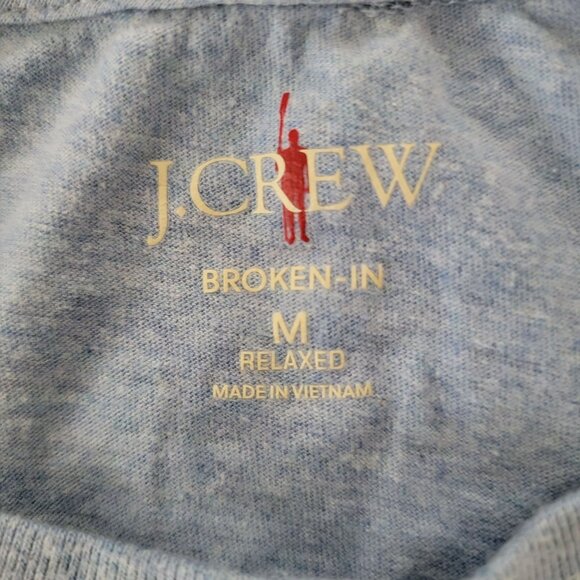 J.CREW
BROKEN-IN
M
RELAXED
MADE IN VIETNAM